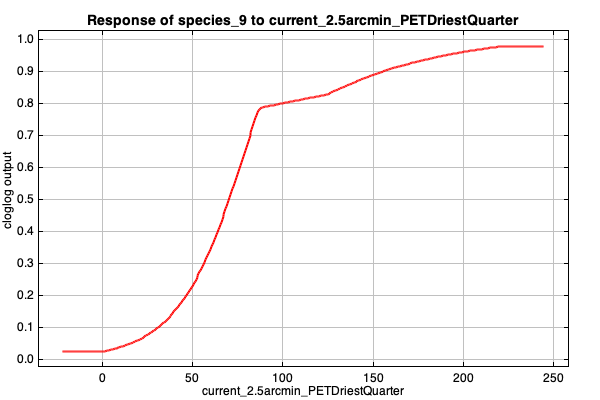 Response of species_9 to current_2.5arcmin_PETDriestQuarter
1.0
0.9
0.8
0.7
0.6
0.5
0.4
0.3
0.2
0.1
0.0
cloglog output
0 50 100 150 200 250
current_2.5arcmin_PETDriestQuarter